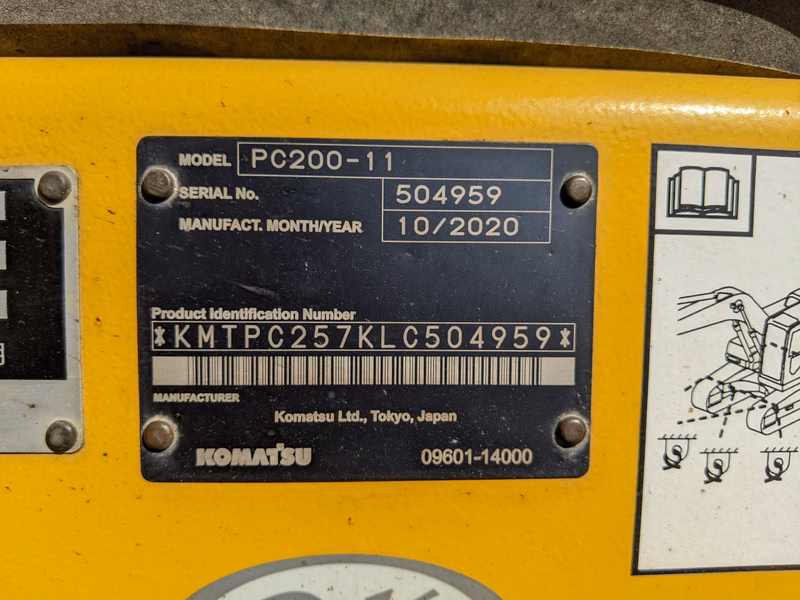 MODEL PC200-11
SERIAL No. 504959
MANUFACT. MONTH/YEAR 10/2020
Product Identification Number
*KMTPC257KLC504959*
MANUFACTURER
Komatsu Ltd., Tokyo, Japan
KOMATSU 09601-14000